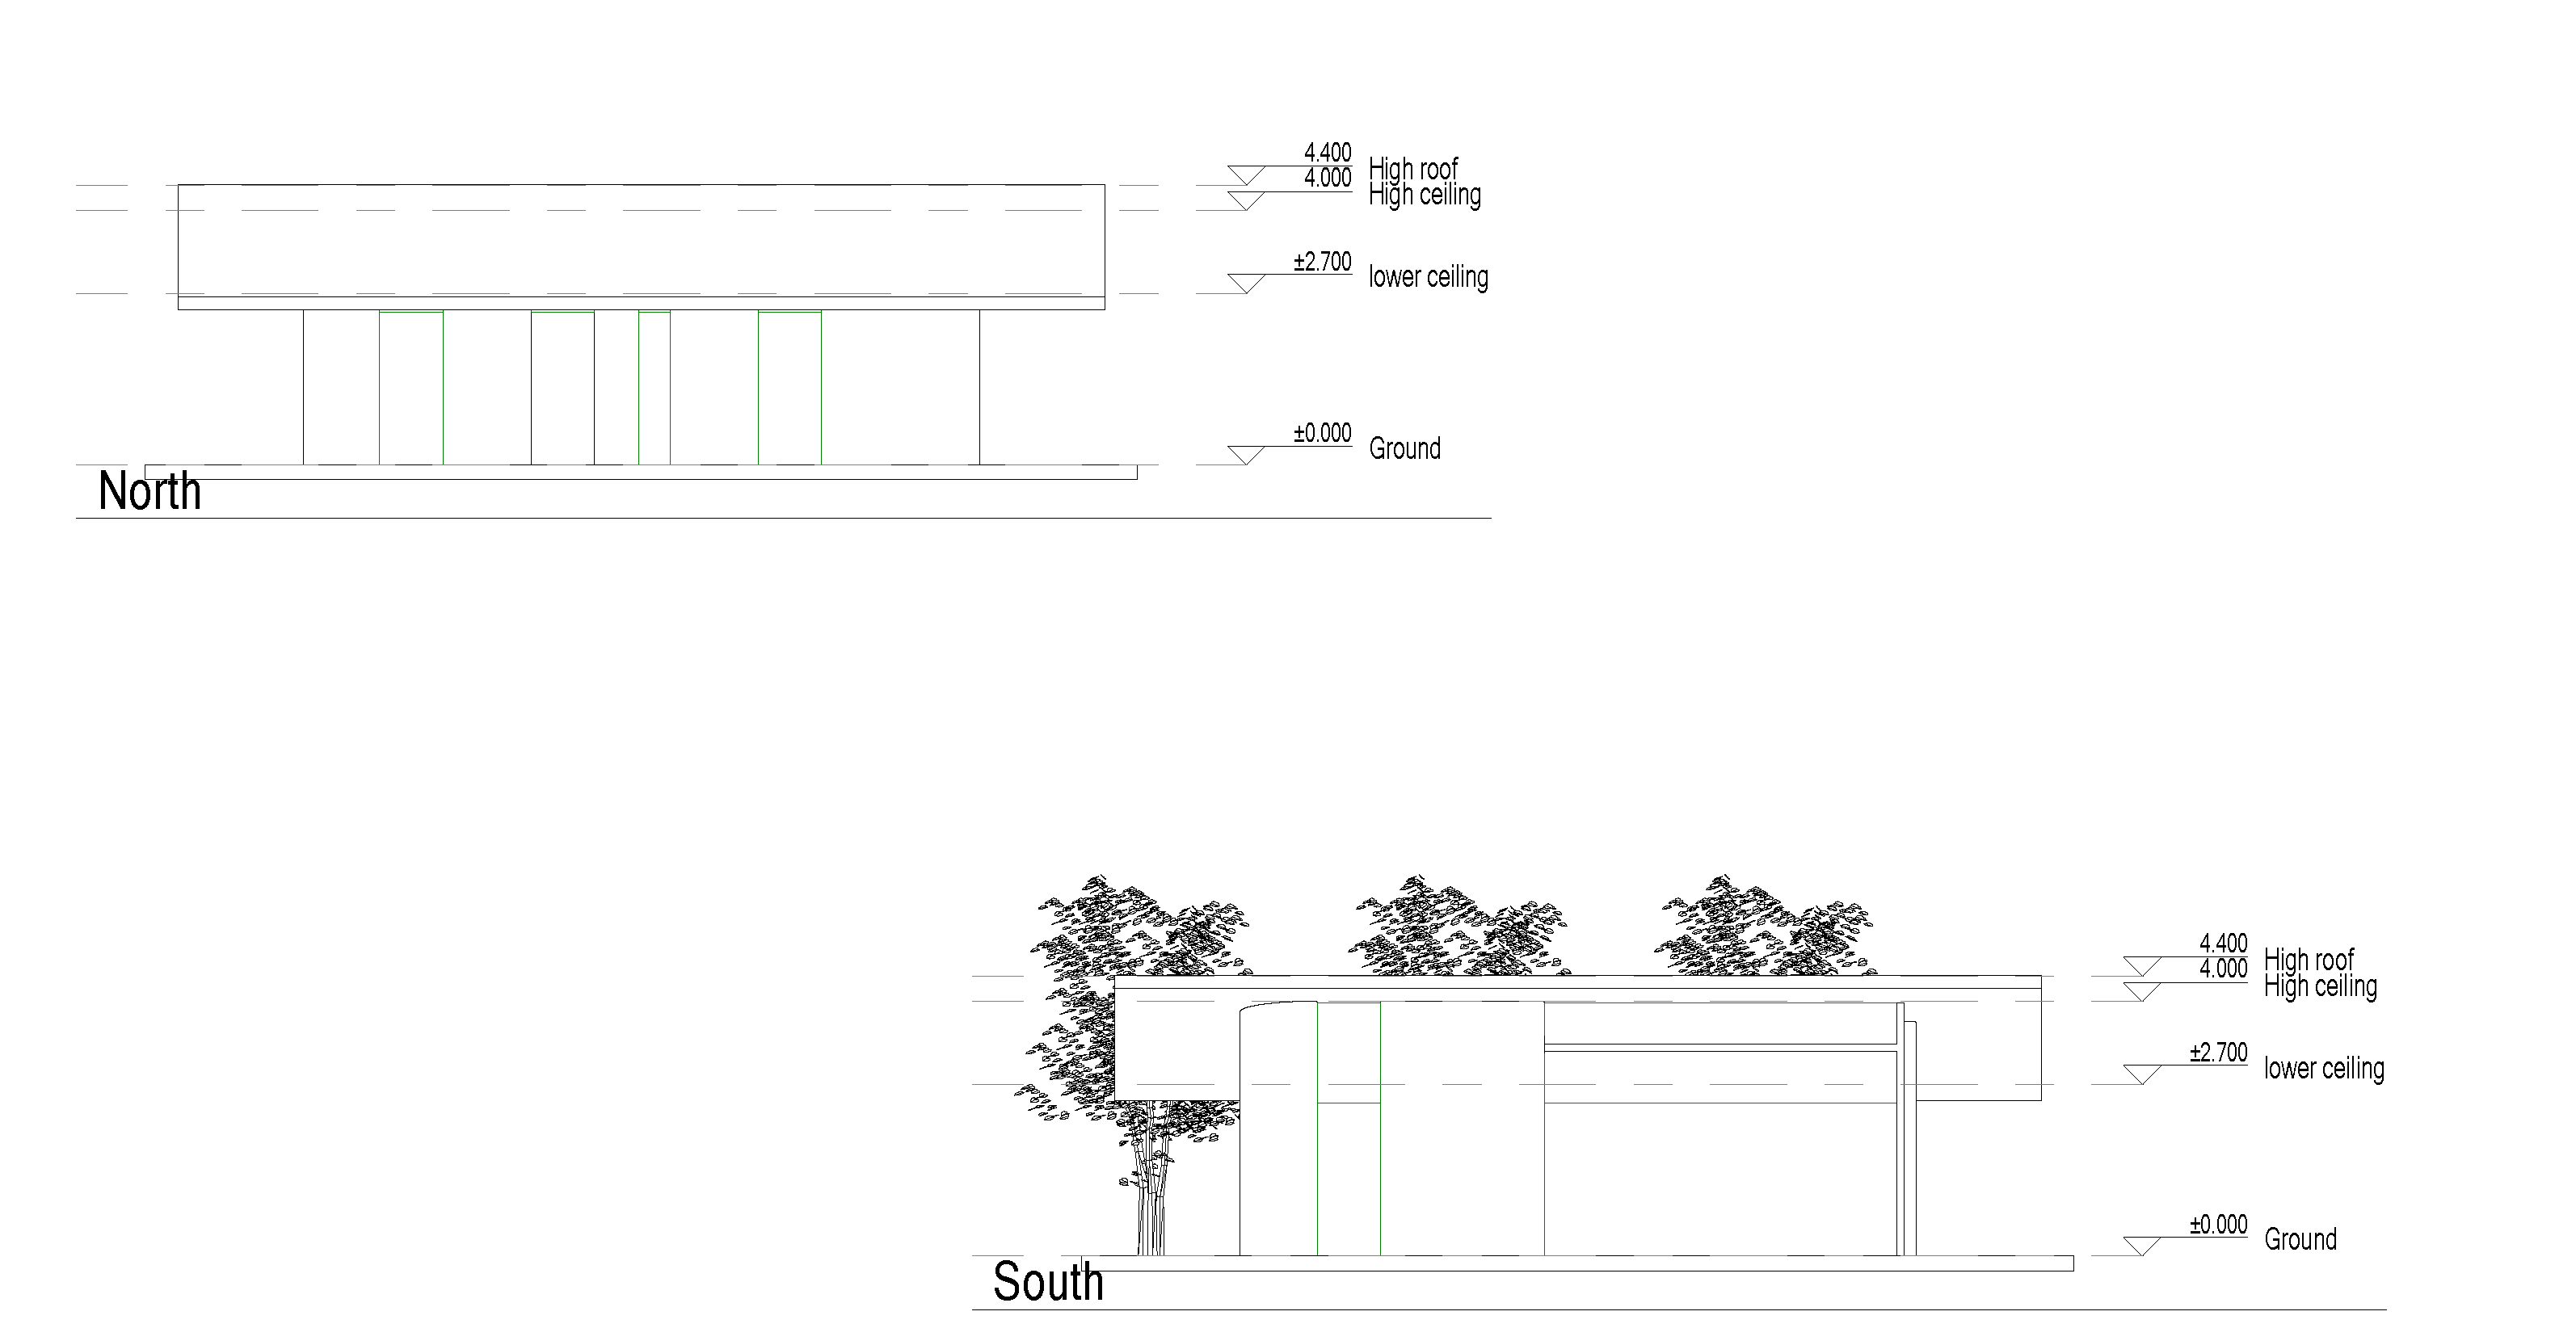 4.400 High roof
4.000 High ceiling
±2.700 lower ceiling
±0.000 Ground
North
4.400 High roof
4.000 High ceiling
±2.700 lower ceiling
±0.000 Ground
South